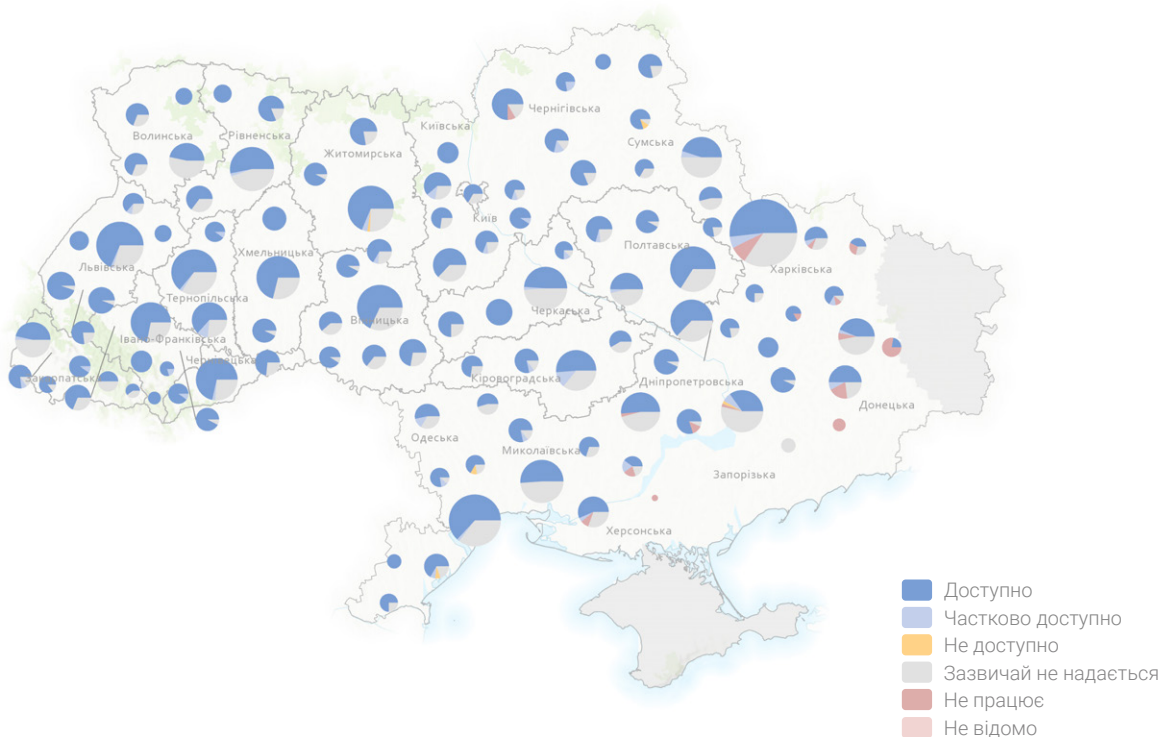 Чернігівська
Київська
Волинська
Рівненська
Сумська
Житомирська
Київ
Полтавська
Хмельницька
Львівська
Харківська
Тернопільська
Черкаська
Вінницька
Івано-Франківська
Чернівецька
Закарпатська
Кіровоградська
Дніпропетровська
Донецька
Одеська
Миколаївська
Запорізька
Херсонська
Доступно
Частково доступно
Не доступно
Зазвичай не надається
Не працює
Не відомо